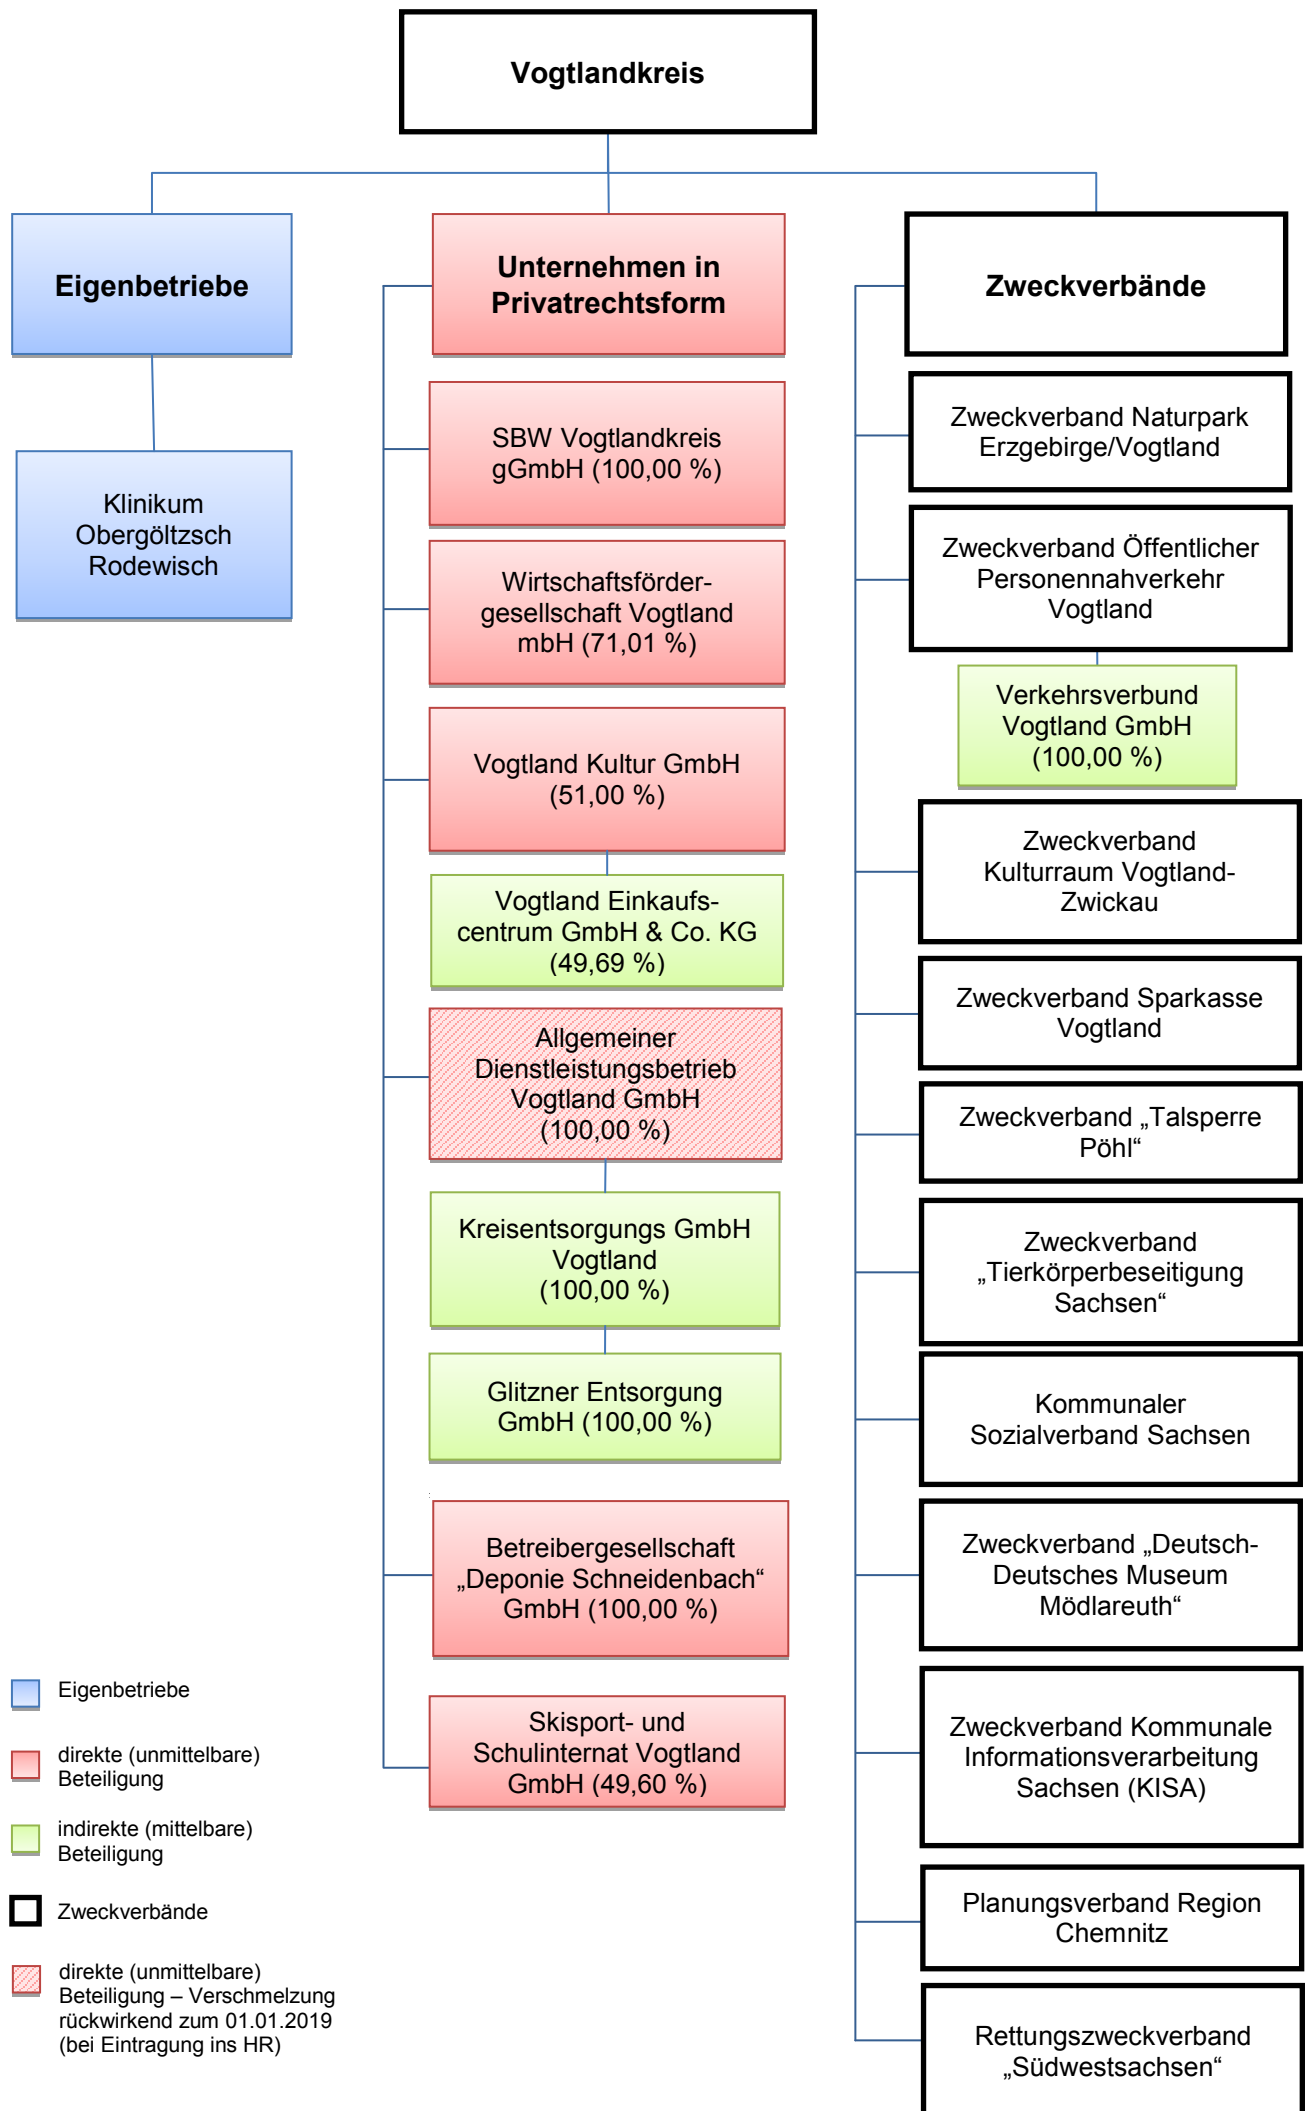 Vogtlandkreis
Eigenbetriebe
Klinikum
Obergöltzsch
Rodewisch
Unternehmen in
Privatrechtsform
SBW Vogtlandkreis
gGmbH (100,00 %)
Wirtschaftsförder-
gesellschaft Vogtland
mbH (71,01 %)
Vogtland Kultur GmbH
(51,00 %)
Vogtland Einkaufs-
centrum GmbH & Co. KG
(49,69 %)
Allgemeiner
Dienstleistungsbetrieb
Vogtland GmbH
(100,00 %)
Kreisentsorgungs GmbH
Vogtland
(100,00 %)
Glitzner Entsorgung
GmbH (100,00 %)
Betreibergesellschaft
„Deponie Schneidenbach“
GmbH (100,00 %)
Skisport- und
Schulinternat Vogtland
GmbH (49,60 %)
Zweckverbände
Zweckverband Naturpark
Erzgebirge/Vogtland
Zweckverband Öffentlicher
Personennahverkehr
Vogtland
Verkehrsverbund
Vogtland GmbH
(100,00 %)
Zweckverband
Kulturraum Vogtland-
Zwickau
Zweckverband Sparkasse
Vogtland
Zweckverband „Talsperre
Pöhl“
Zweckverband
„Tierkörperbeseitigung
Sachsen“
Kommunaler
Sozialverband Sachsen
Zweckverband „Deutsch-
Deutsches Museum
Mödlareuth“
Zweckverband Kommunale
Informationsverarbeitung
Sachsen (KISA)
Planungsverband Region
Chemnitz
Rettungszweckverband
„Südwestsachsen“
Eigenbetriebe
direkte (unmittelbare)
Beteiligung
indirekte (mittelbare)
Beteiligung
Zweckverbände
direkte (unmittelbare)
Beteiligung – Verschmelzung
rückwirkend zum 01.01.2019
(bei Eintragung ins HR)